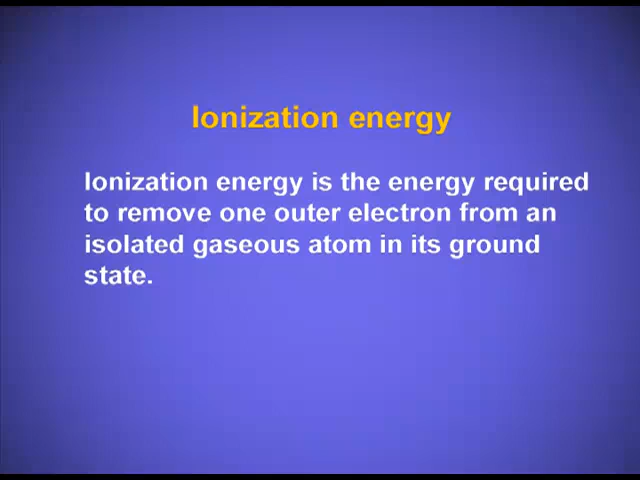 Ionization energy
Ionization energy is the energy required
to remove one outer electron from an
isolated gaseous atom in its ground
state.